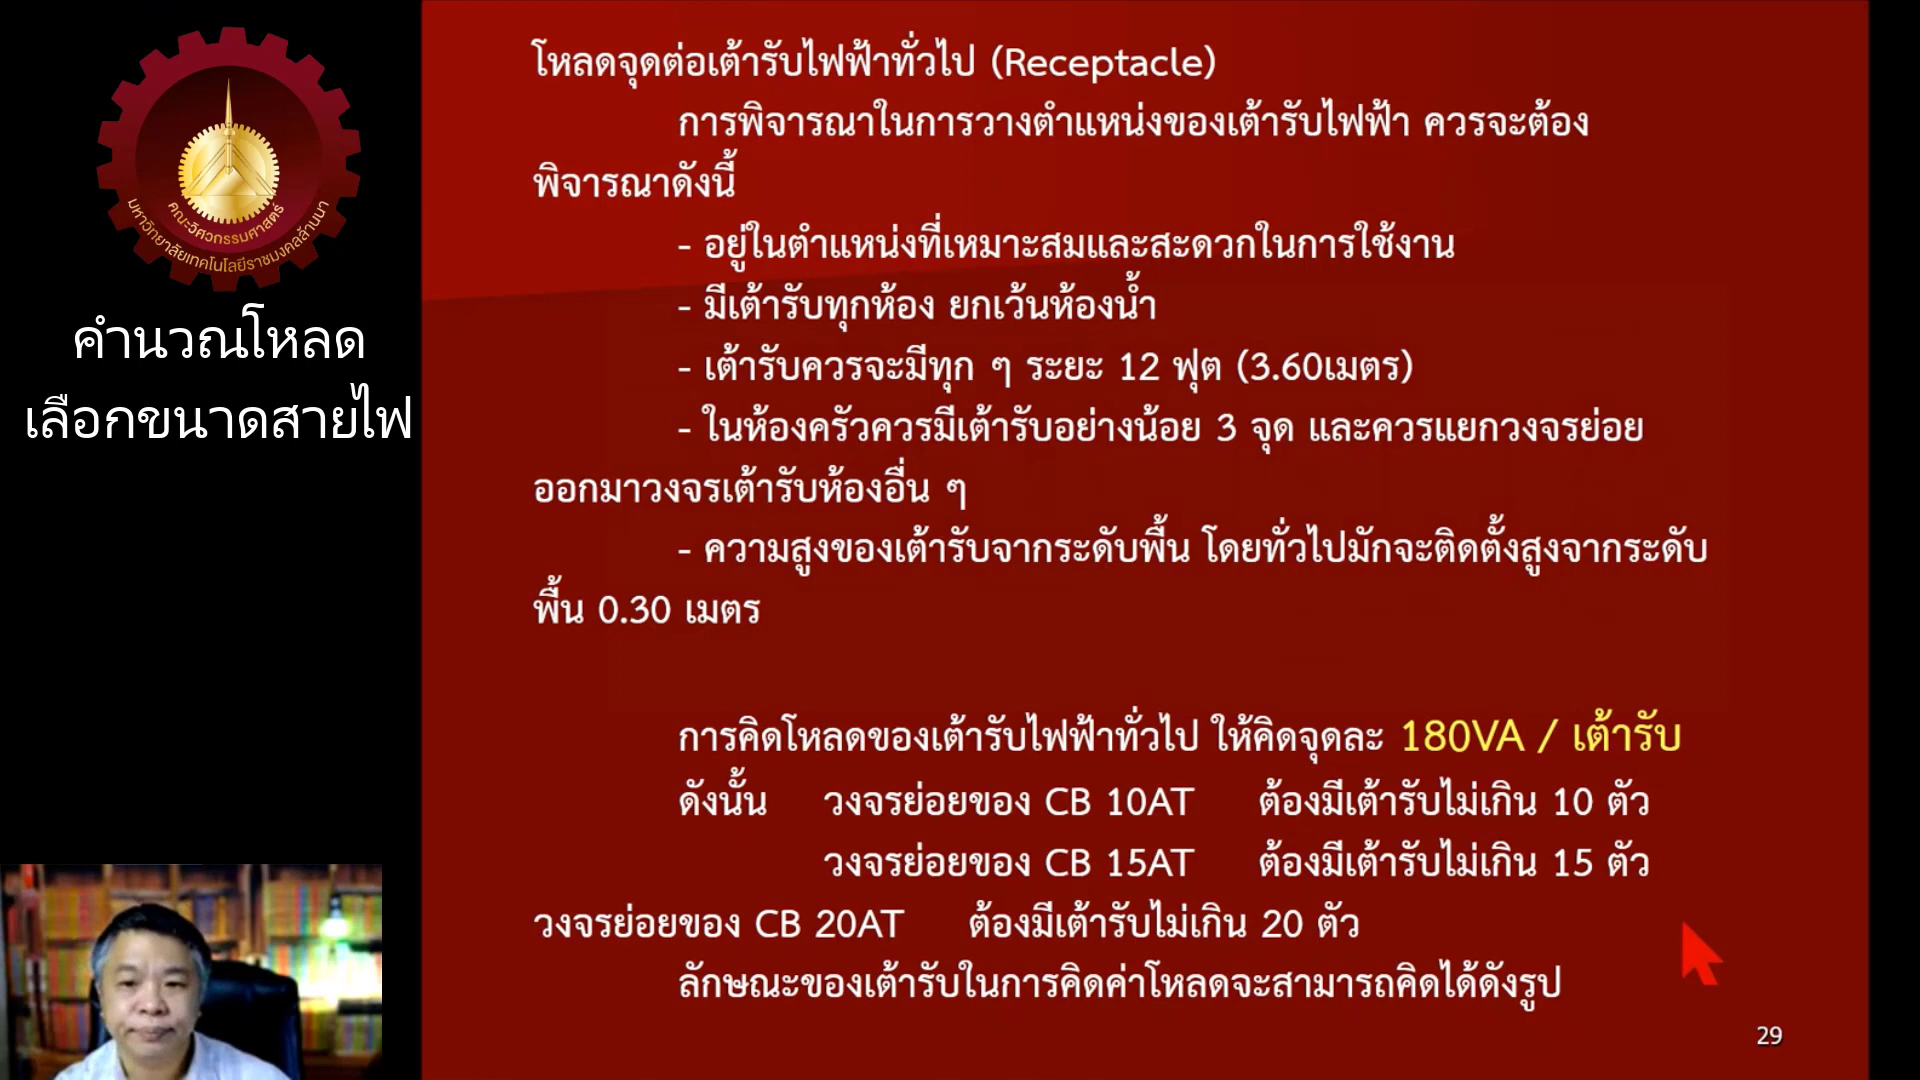 คณะวิศวกรรมศาสตร์
มหาวิทยาลัยเทคโนโลยีราชมงคลล้านนา
คำนวณโหลด
เลือกขนาดสายไฟ
โหลดจุดต่อเต้ารับไฟฟ้าทั่วไป (Receptacle)
การพิจารณาในการวางตำแหน่งของเต้ารับไฟฟ้า ควรจะต้อง
พิจารณาดังนี้
- อยู่ในตำแหน่งที่เหมาะสมและสะดวกในการใช้งาน
- มีเต้ารับทุกห้อง ยกเว้นห้องน้ำ
- เต้ารับควรจะมีทุก ๆ ระยะ 12 ฟุต (3.60เมตร)
- ในห้องครัวควรมีเต้ารับอย่างน้อย 3 จุด และควรแยกวงจรย่อย
ออกมาวงจรเต้ารับห้องอื่น ๆ
- ความสูงของเต้ารับจากระดับพื้น โดยทั่วไปมักจะติดตั้งสูงจากระดับ
พื้น 0.30 เมตร
การคิดโหลดของเต้ารับไฟฟ้าทั่วไป ให้คิดจุดละ 180VA / เต้ารับ
ดังนั้น วงจรย่อยของ CB 10AT ต้องมีเต้ารับไม่เกิน 10 ตัว
วงจรย่อยของ CB 15AT ต้องมีเต้ารับไม่เกิน 15 ตัว
วงจรย่อยของ CB 20AT ต้องมีเต้ารับไม่เกิน 20 ตัว
ลักษณะของเต้ารับในการคิดค่าโหลดจะสามารถคิดได้ดังรูป
29